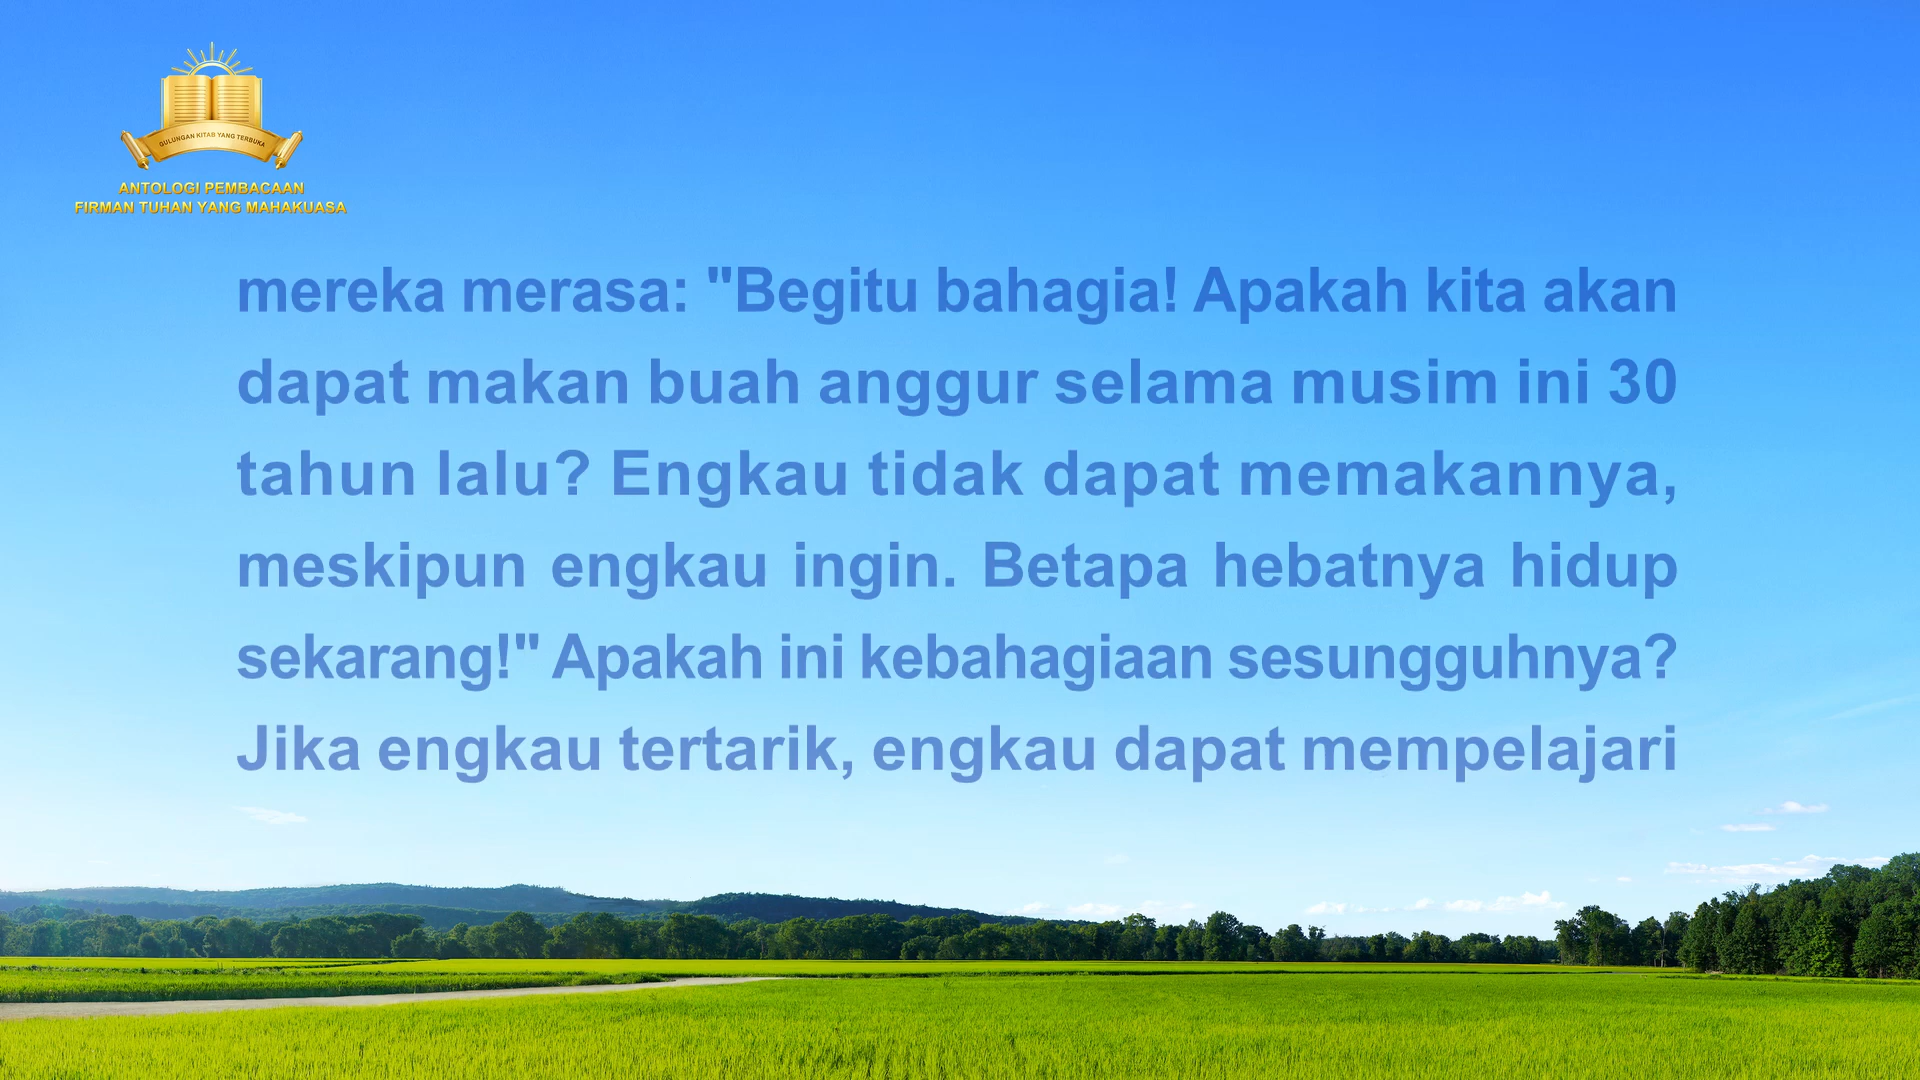 GULUNGAN KITAB YANG TERBUKA
ANTOLOGI PEMBACAAN
FIRMAN TUHAN YANG MAHAKUASA
mereka merasa: "Begitu bahagia! Apakah kita akan
dapat makan buah anggur selama musim ini 30
tahun lalu? Engkau tidak dapat memakannya,
meskipun engkau ingin. Betapa hebatnya hidup
sekarang!" Apakah ini kebahagiaan sesungguhnya?
Jika engkau tertarik, engkau dapat mempelajari